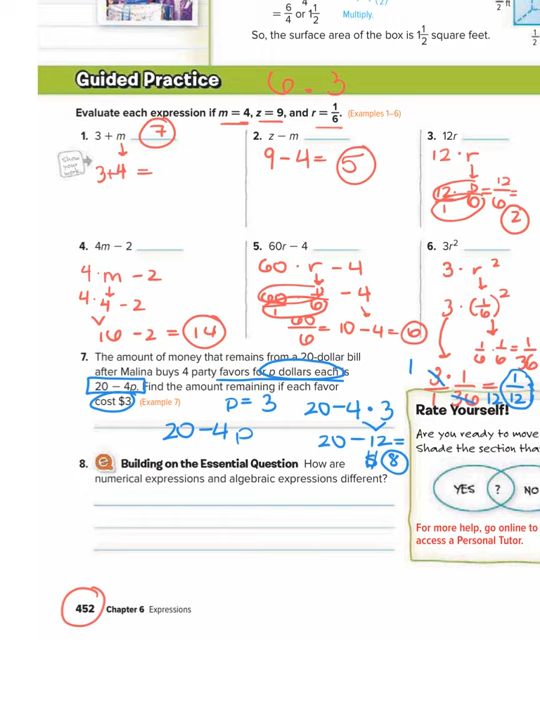 = 6/4 or 1 1/2 Multiply.
So, the surface area of the box is 1 1/2 square feet.
Guided Practice
6 . 3
Evaluate each expression if m = 4, z = 9, and r = 1/6. (Examples 1–6)
1. 3 + m 7
Show your work.
3+4 =
2. z − m
9-4= 5
3. 12r
12 · r
12/1 · 1/6 = 12/6 =
2
4. 4m − 2
4·m -2
4·4 -2
16 -2 = 14
5. 60r − 4
60 · r - 4
60/1 · 1/6 - 4
60/6 = 10 -4 = 6
6. 3r²
3 · r²
3 · (1/6)²
1/6 · 1/6 = 1/36
1
3/1 · 1/36 = 1/12
12
7. The amount of money that remains from a 20-dollar bill
after Malina buys 4 party favors for p dollars each is
20 − 4p. Find the amount remaining if each favor
cost $3. (Example 7)
p= 3
20-4·3
20-4p
20-12=
$8
8. e Building on the Essential Question How are
numerical expressions and algebraic expressions different?
Rate Yourself!
Are you ready to move
Shade the section tha
YES ? NO
For more help, go online to
access a Personal Tutor.
452 Chapter 6 Expressions